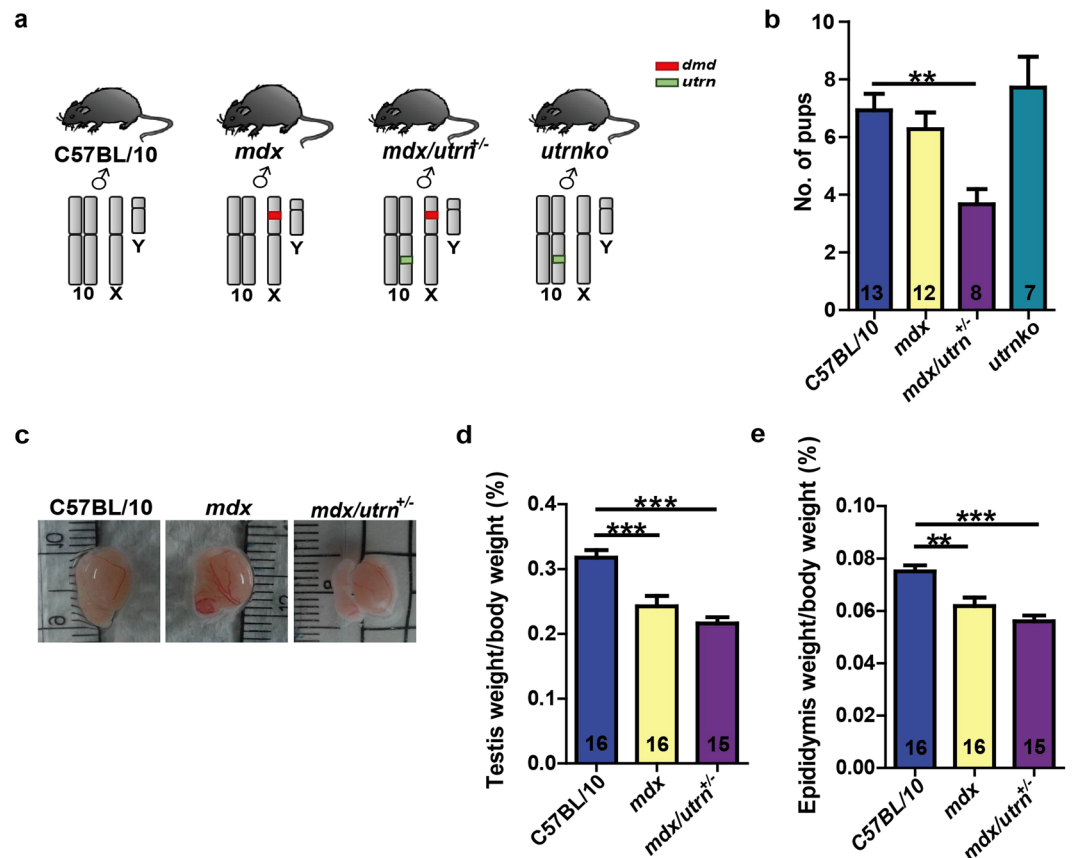 a
dmd
utrn
C57BL/10 mdx mdx/utrn+/- utrnko
♂ ♂ ♂ ♂
Y Y Y Y
10 X 10 X 10 X 10 X
b
No. of pups
10
8
6
4
2
0
**
13 12 8 7
C57BL/10 mdx mdx/utrn+/- utrnko
c
C57BL/10 mdx mdx/utrn+/-
10
9
d
Testis weight/body weight (%)
0.4
0.3
0.2
0.1
0.0
***
***
16 16 15
C57BL/10 mdx mdx/utrn+/-
e
Epididymis weight/body weight (%)
0.10
0.08
0.06
0.04
0.02
0.00
***
**
16 16 15
C57BL/10 mdx mdx/utrn+/-